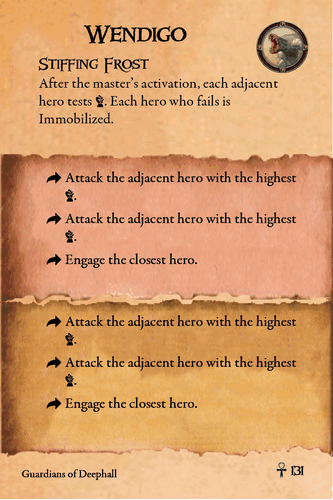 Wendigo
Stiffing Frost
After the master's activation, each adjacent
hero tests . Each hero who fails is
Immobilized.
Attack the adjacent hero with the highest
.
Attack the adjacent hero with the highest
.
Engage the closest hero.
Attack the adjacent hero with the highest
.
Attack the adjacent hero with the highest
.
Engage the closest hero.
Guardians of Deephall
131